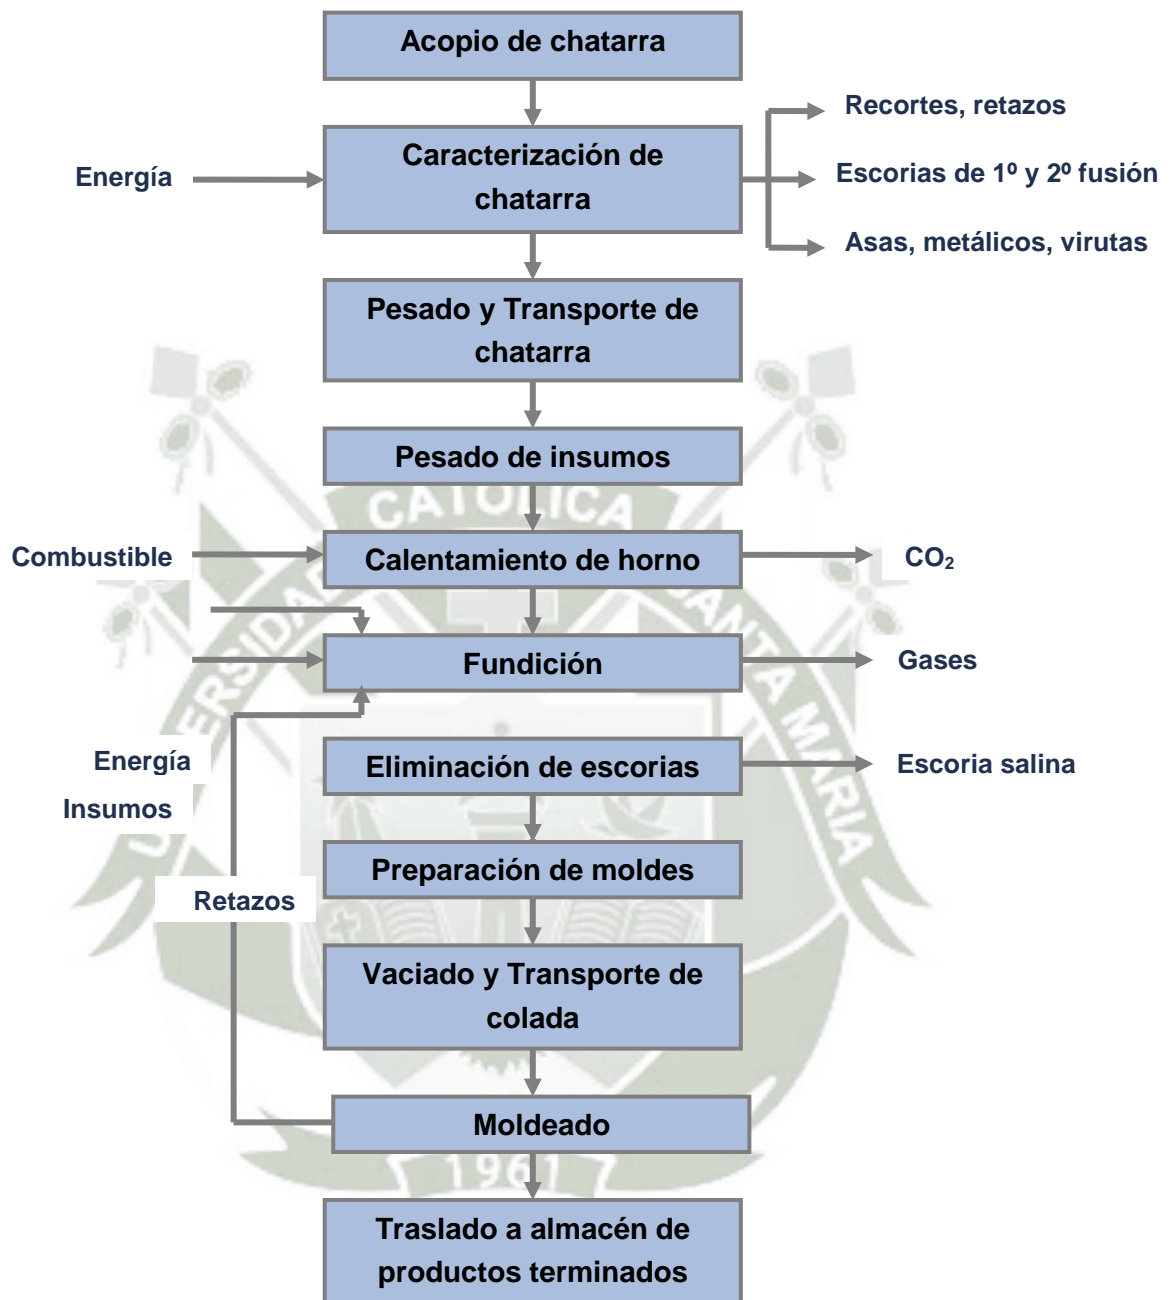 Acopio de chatarra
Recortes, retazos
Caracterización de
chatarra
Energía
Escorias de 1º y 2º fusión
Asas, metálicos, virutas
Pesado y Transporte de
chatarra
Pesado de insumos
CATOLICA
Combustible
Calentamiento de horno
CO₂
SANTA MARIA
Fundición
Gases
Energía
Insumos
Eliminación de escorias
Escoria salina
Preparación de moldes
Retazos
Vaciado y Transporte de
colada
Moldeado
1961
Traslado a almacén de
productos terminados